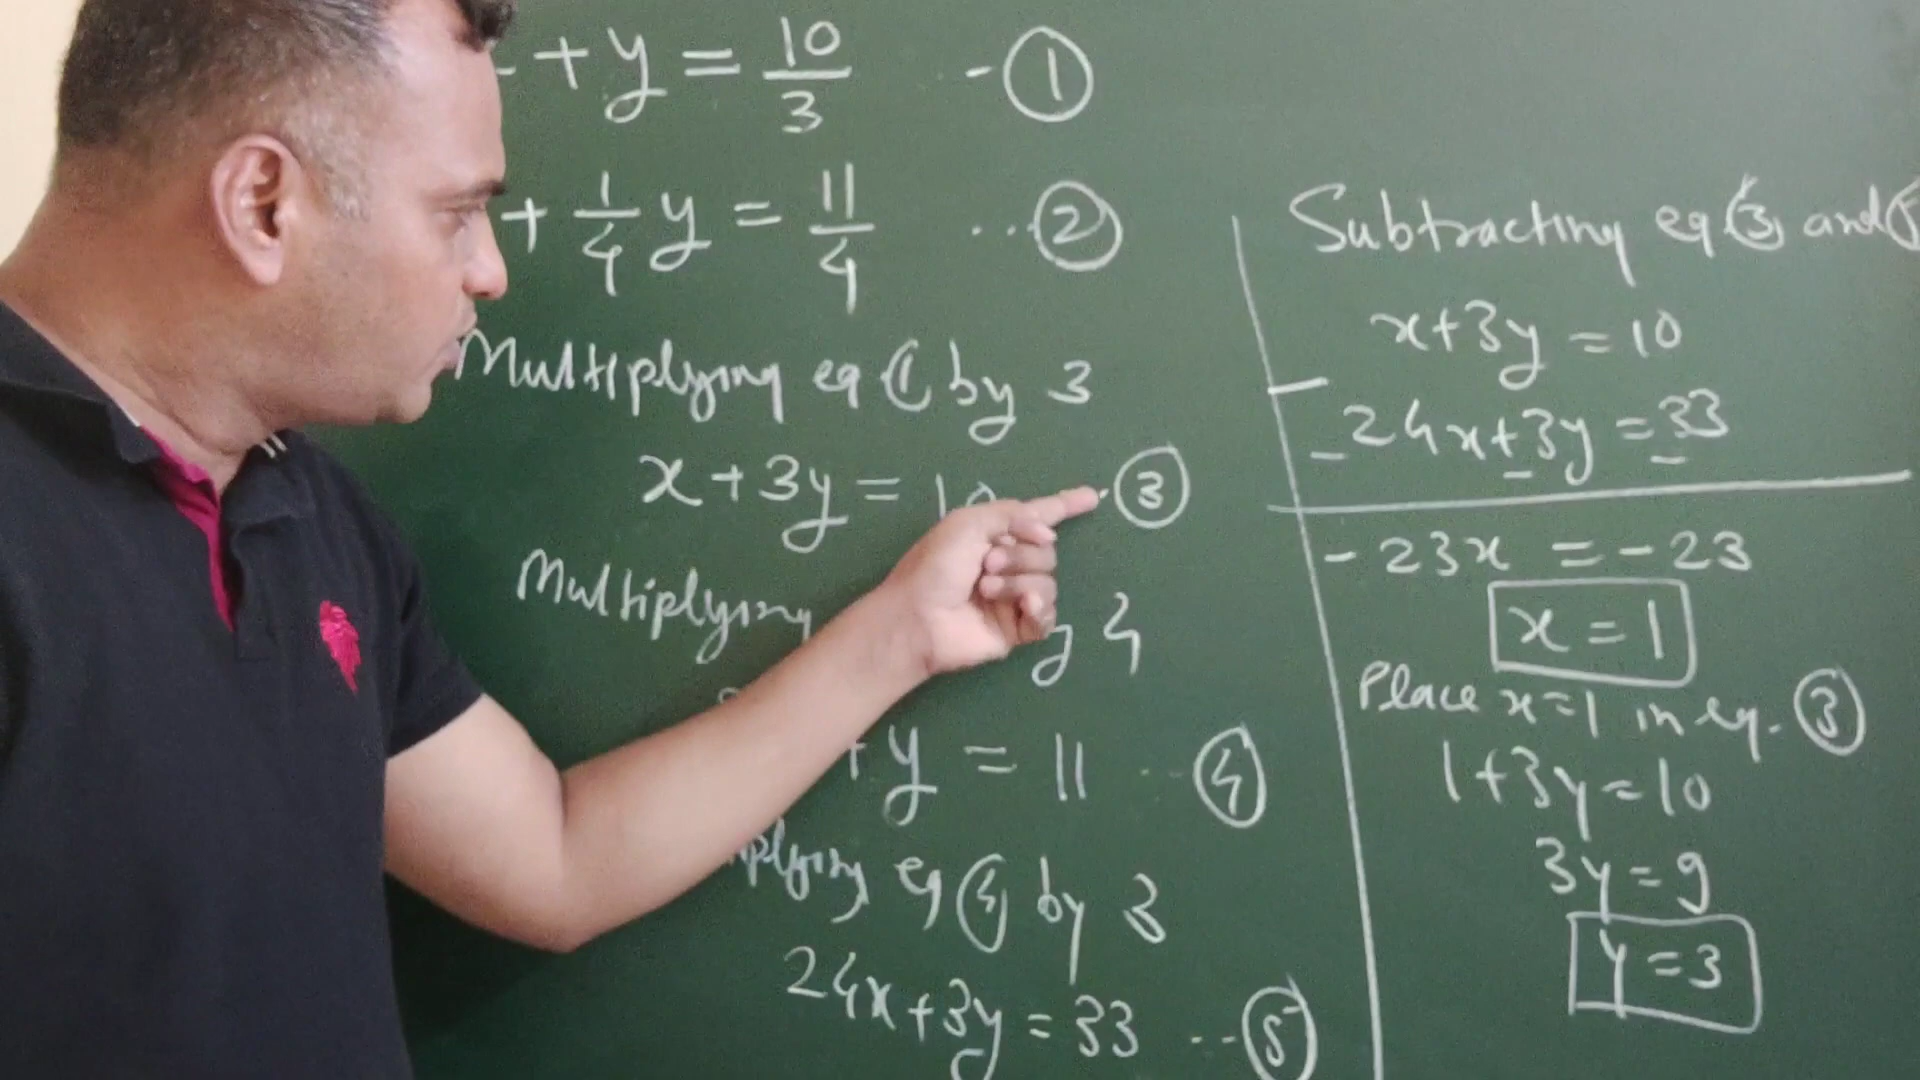 + y = 10/3 - ①
+ 1/4 y = 11/4 ... ②
Multiplying eq ① by 3
x + 3y = 10 . ③
Multiplying y 4
+ y = 11 .. ④
plying eq ④ by 3
24x + 3y = 33 ... ⑤
Subtracting eq ③ and
x + 3y = 10
- 24x + 3y = 33
- - -
- 23x = - 23
x = 1
Place x = 1 in eq. ③
1 + 3y = 10
3y = 9
y = 3